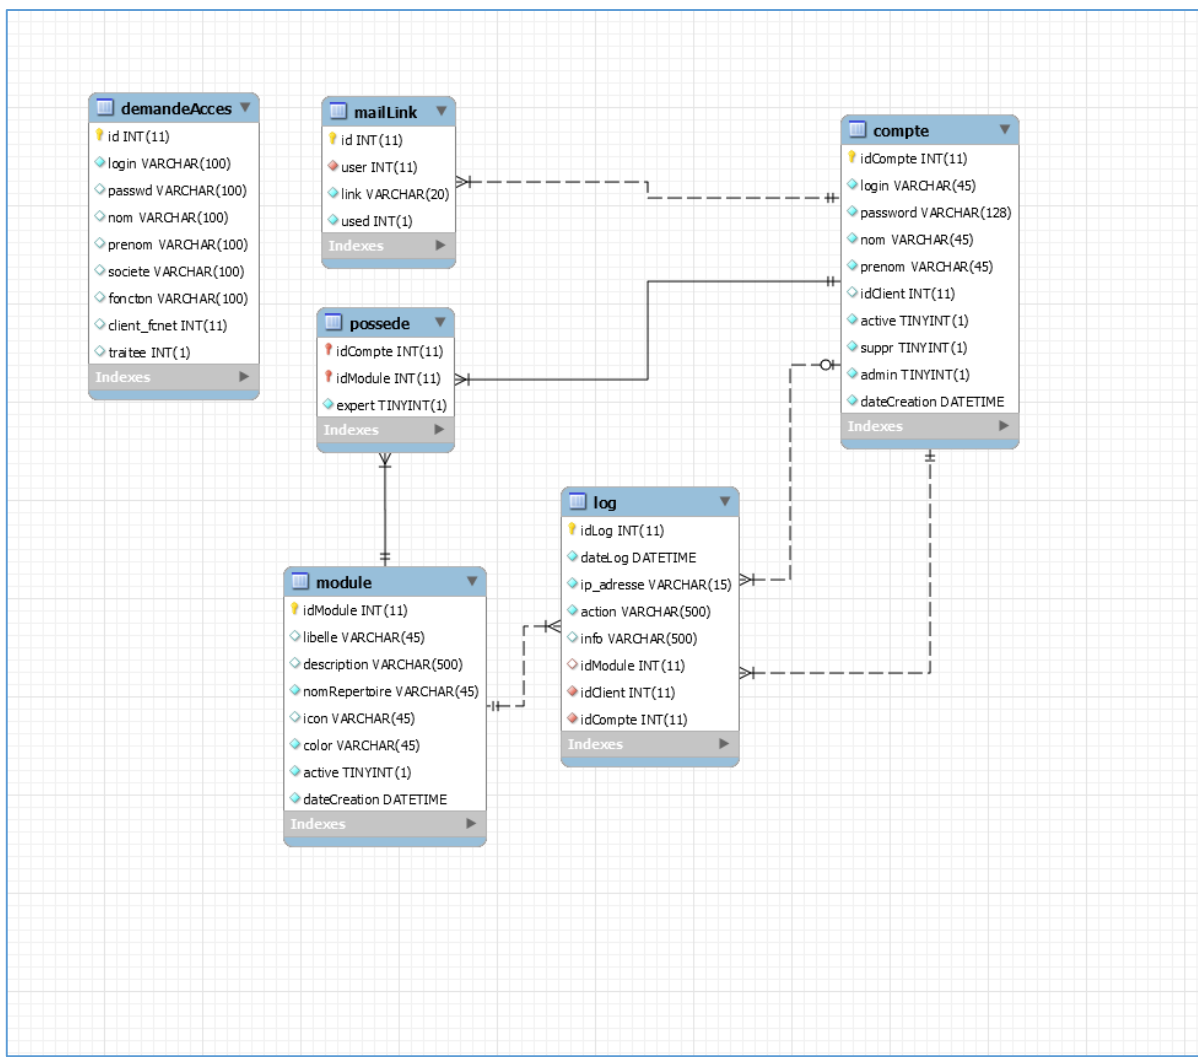 demandeAcces
id INT(11)
login VARCHAR(100)
passwd VARCHAR(100)
nom VARCHAR(100)
prenom VARCHAR(100)
societe VARCHAR(100)
foncton VARCHAR(100)
client_fcnet INT(11)
traitee INT(1)
Indexes
mailLink
id INT(11)
user INT(11)
link VARCHAR(20)
used INT(1)
Indexes
compte
idCompte INT(11)
login VARCHAR(45)
password VARCHAR(128)
nom VARCHAR(45)
prenom VARCHAR(45)
idClient INT(11)
active TINYINT(1)
suppr TINYINT(1)
admin TINYINT(1)
dateCreation DATETIME
Indexes
possede
idCompte INT(11)
idModule INT(11)
expert TINYINT(1)
Indexes
log
idLog INT(11)
dateLog DATETIME
ip_adresse VARCHAR(15)
action VARCHAR(500)
info VARCHAR(500)
idModule INT(11)
idClient INT(11)
idCompte INT(11)
Indexes
module
idModule INT(11)
libelle VARCHAR(45)
description VARCHAR(500)
nomRepertoire VARCHAR(45)
icon VARCHAR(45)
color VARCHAR(45)
active TINYINT(1)
dateCreation DATETIME
Indexes